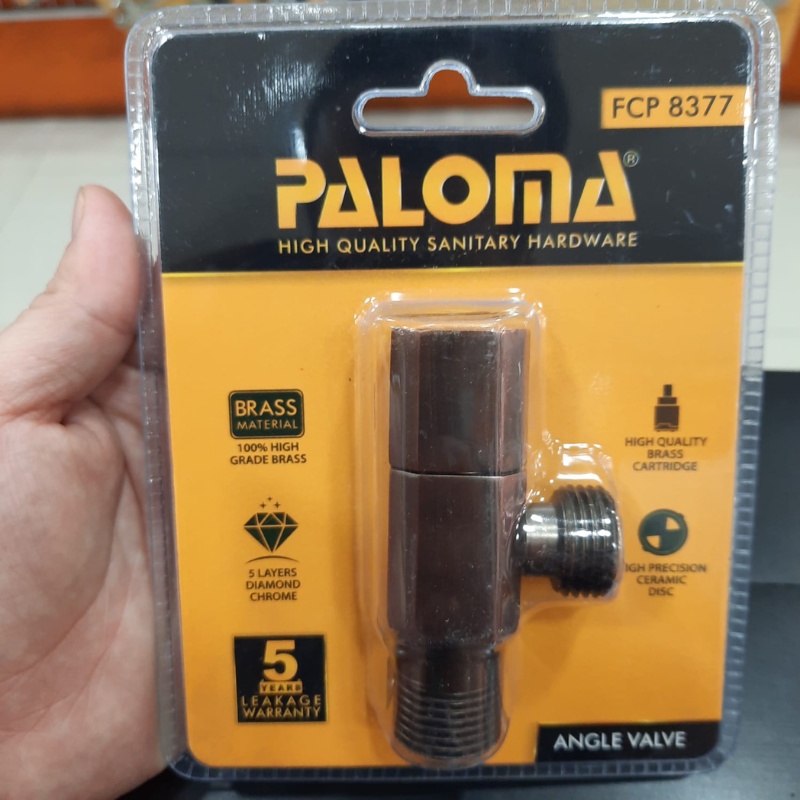 FCP 8377
PALOMA®
HIGH QUALITY SANITARY HARDWARE
BRASS
MATERIAL
100% HIGH
GRADE BRASS
HIGH QUALITY
BRASS
CARTRIDGE
5 LAYERS
DIAMOND
CHROME
IGH PRECISION
CERAMIC
DISC
5
YEARS
LEAKAGE
WARRANTY
ANGLE VALVE